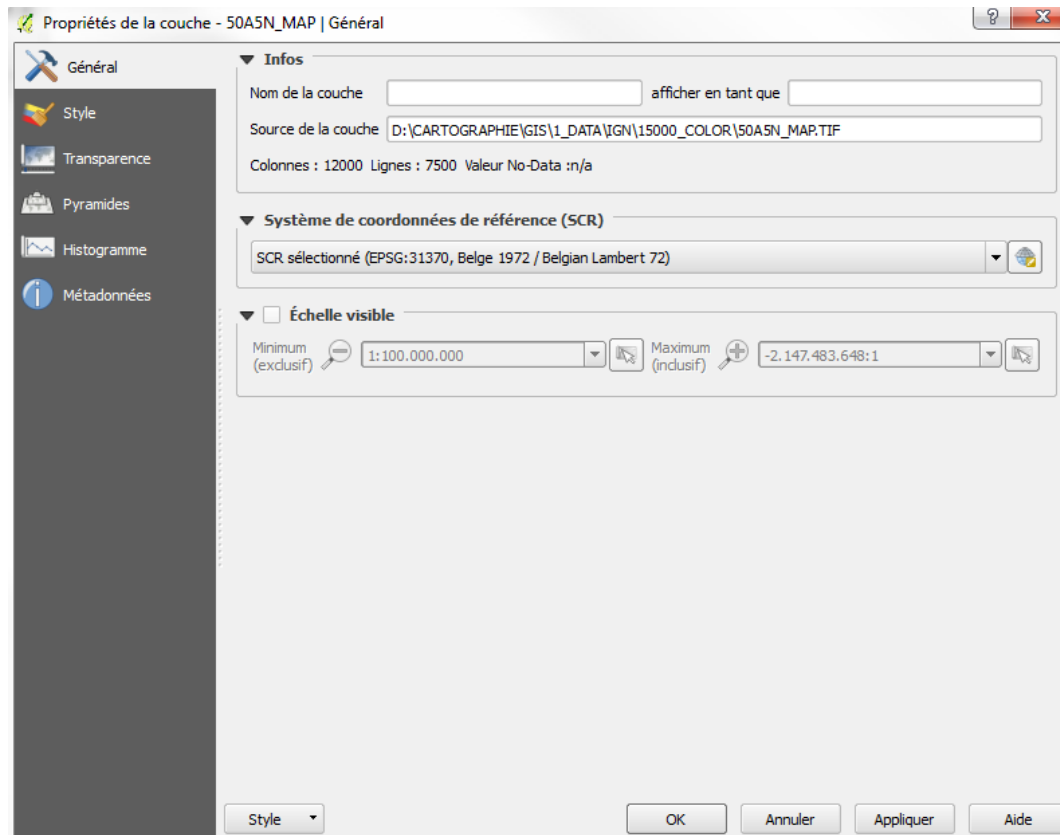 Propriétés de la couche - 50A5N_MAP | Général
Général
Style
Transparence
Pyramides
Histogramme
Métadonnées
Infos
Nom de la couche afficher en tant que
Source de la couche D:\CARTOGRAPHIE\GIS\1_DATA\IGN\15000_COLOR\50A5N_MAP.TIF
Colonnes : 12000 Lignes : 7500 Valeur No-Data :n/a
Système de coordonnées de référence (SCR)
SCR sélectionné (EPSG:31370, Belge 1972 / Belgian Lambert 72)
Échelle visible
Minimum (exclusif) 1:100.000.000 Maximum (inclusif) -2.147.483.648:1
Style OK Annuler Appliquer Aide